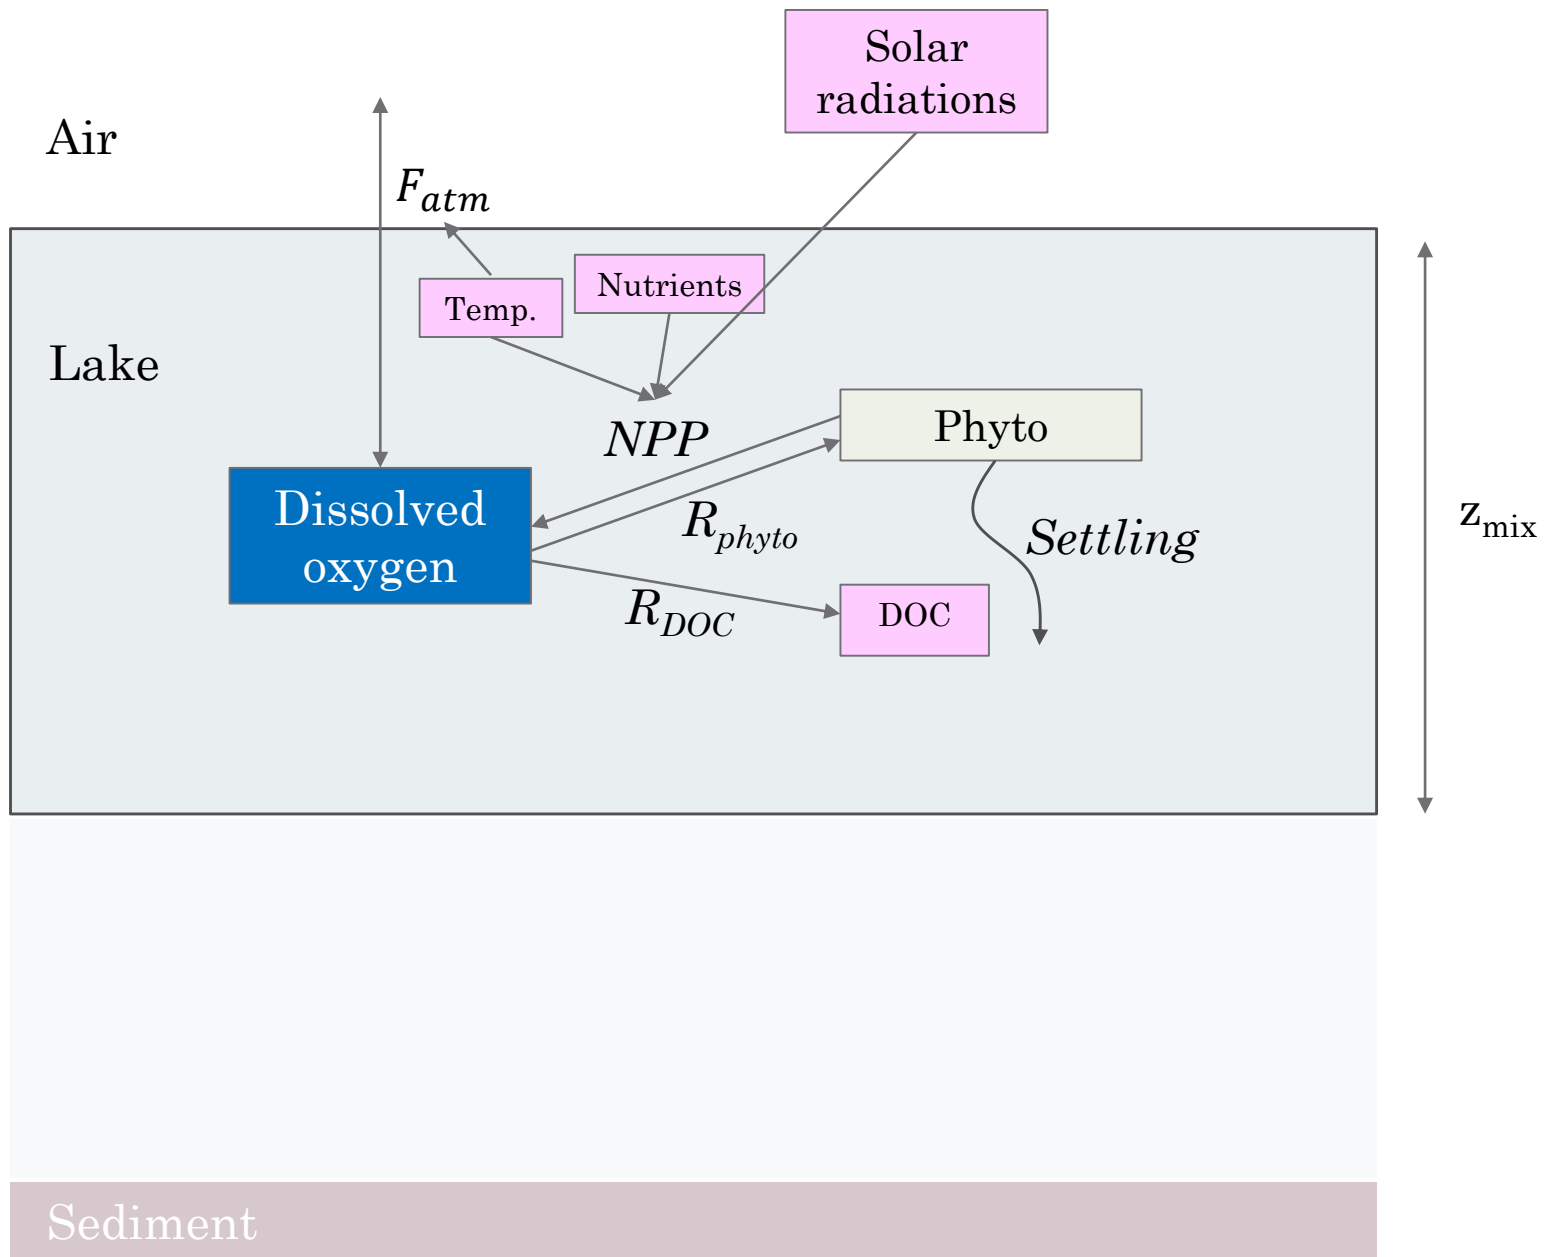 Solar
radiations
Air
F_atm
Nutrients
Temp.
Lake
NPP
Phyto
Dissolved
oxygen
R_phyto
Settling
z_mix
R_DOC
DOC
Sediment